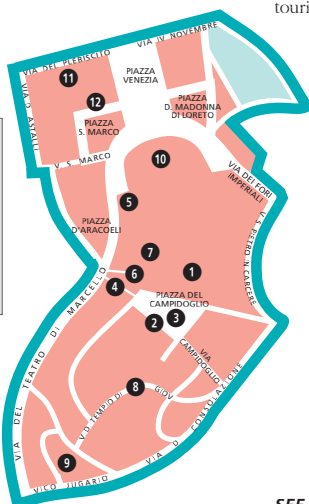 touri
VIA DEL PLEBISCITO
VIA IV NOVEMBRE
11
PIAZZA
VENEZIA
VIA D. ASTALLI
12
PIAZZA
D. MADONNA
DI LORETO
PIAZZA
S. MARCO
V. S. MARCO
10
VIA DEI FORI
IMPERIALI
5
PIAZZA
D'ARACOELI
V. S. PIETRO IN CARCERE
7
6
1
4
PIAZZA DEL
CAMPIDOGLIO
2
3
VIA DEL TEATRO DI MARCELLO
VIA
CAMPIDOGLIO
8
V. D. TEMPIO DI GIOV
VIA D. CONSOLAZIONE
9
VICO JUGARIO
SEE